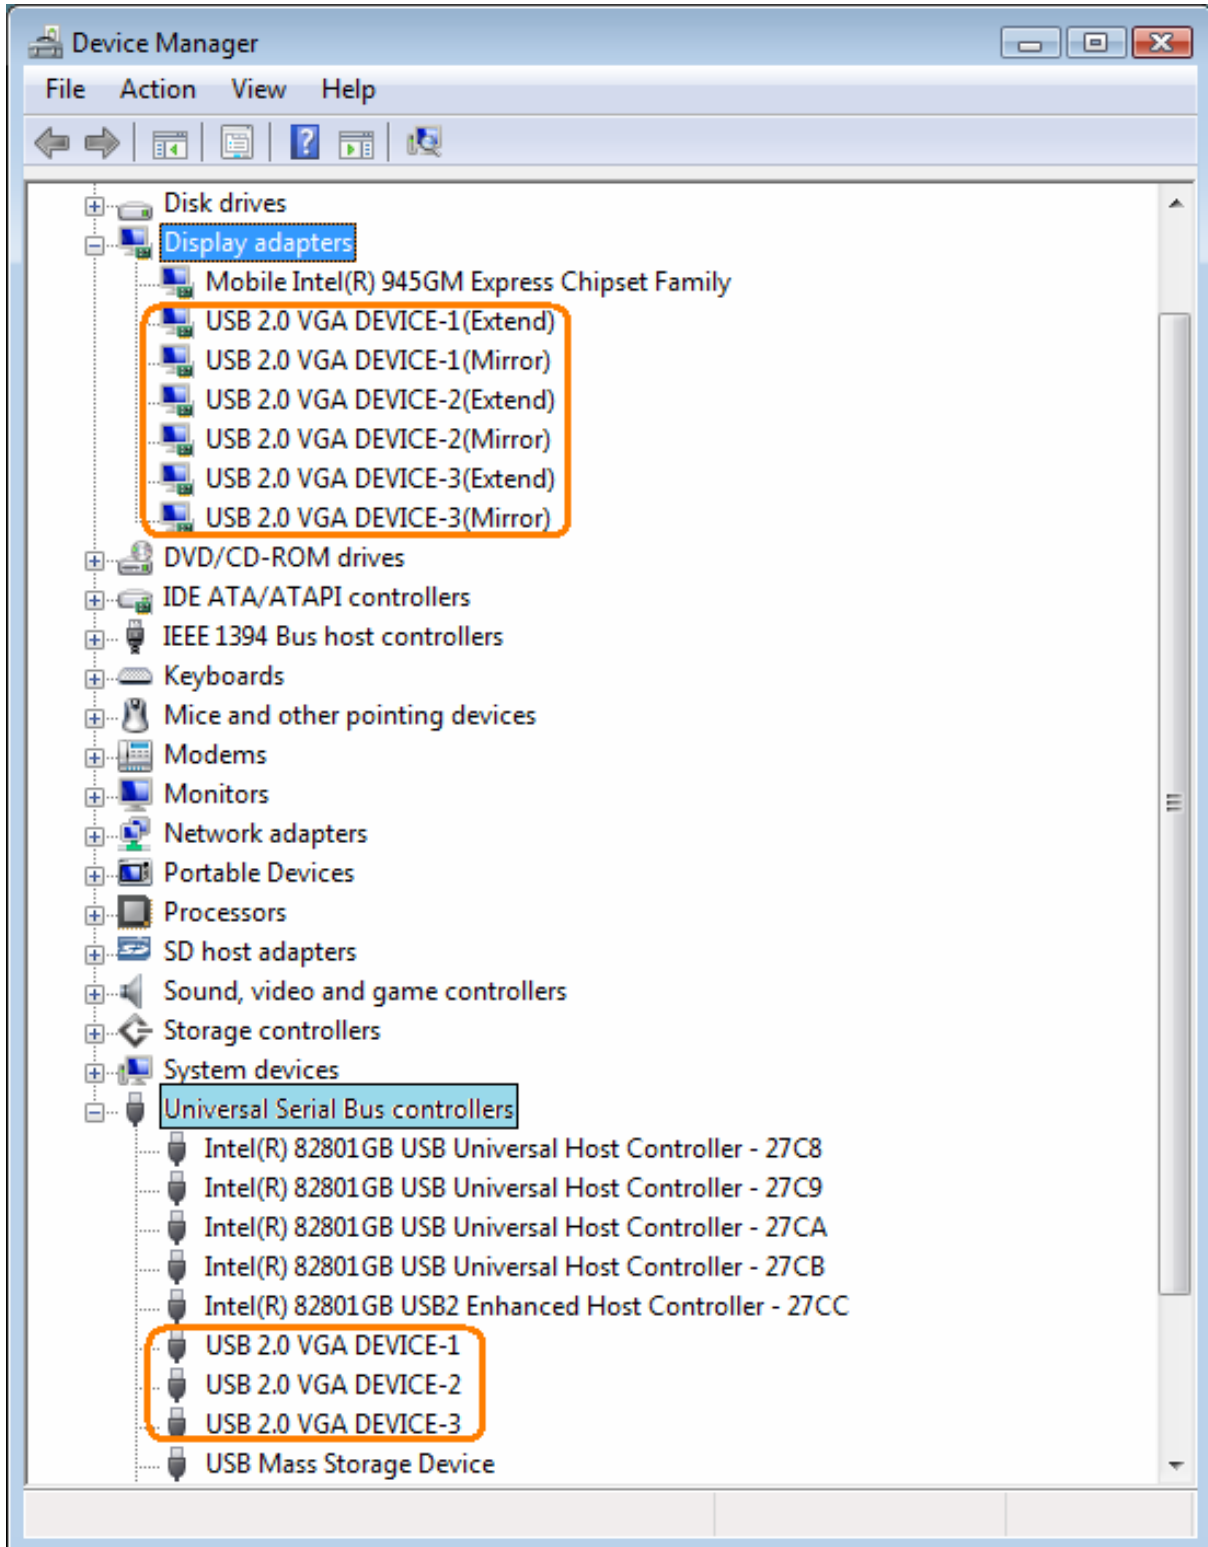 Device Manager
File Action View Help
Disk drives
Display adapters
Mobile Intel(R) 945GM Express Chipset Family
USB 2.0 VGA DEVICE-1(Extend)
USB 2.0 VGA DEVICE-1(Mirror)
USB 2.0 VGA DEVICE-2(Extend)
USB 2.0 VGA DEVICE-2(Mirror)
USB 2.0 VGA DEVICE-3(Extend)
USB 2.0 VGA DEVICE-3(Mirror)
DVD/CD-ROM drives
IDE ATA/ATAPI controllers
IEEE 1394 Bus host controllers
Keyboards
Mice and other pointing devices
Modems
Monitors
Network adapters
Portable Devices
Processors
SD host adapters
Sound, video and game controllers
Storage controllers
System devices
Universal Serial Bus controllers
Intel(R) 82801GB USB Universal Host Controller - 27C8
Intel(R) 82801GB USB Universal Host Controller - 27C9
Intel(R) 82801GB USB Universal Host Controller - 27CA
Intel(R) 82801GB USB Universal Host Controller - 27CB
Intel(R) 82801GB USB2 Enhanced Host Controller - 27CC
USB 2.0 VGA DEVICE-1
USB 2.0 VGA DEVICE-2
USB 2.0 VGA DEVICE-3
USB Mass Storage Device